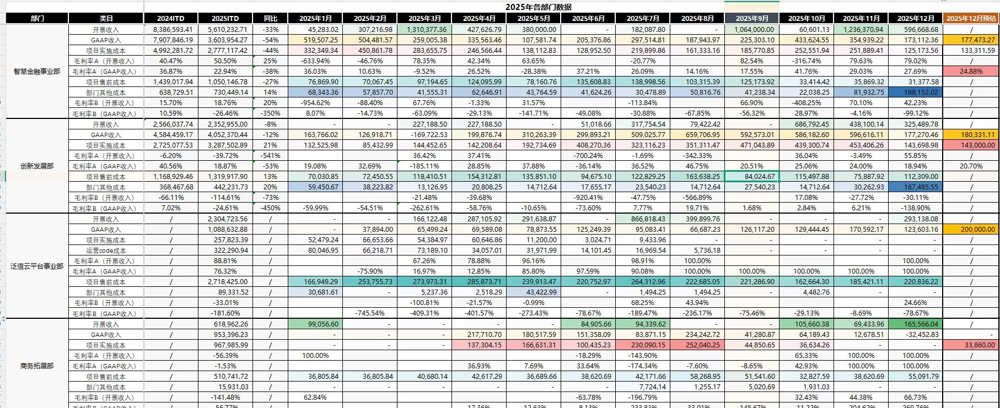 2025年各部门数据
部门 类目 2024ITD 2025ITD 同比 2025年1月 2025年2月 2025年3月 2025年4月 2025年5月 2025年6月 2025年7月 2025年8月 2025年9月 2025年10月 2025年11月 2025年12月 2025年12月预估
开票收入 8,386,593.41 5,610,232.71 -33% 45,283.02 307,216.98 1,310,377.36 427,626.79 380,000.00 - 182,087.80 - 1,064,000.00 60,601.13 1,236,370.94 596,668.68 /
GAAP收入 7,907,846.19 3,603,954.27 -54% 519,507.25 504,481.57 259,005.38 335,563.46 107,581.74 205,376.86 297,514.81 187,943.97 225,303.10 433,624.55 354,939.22 173,112.36 177,473.27
项目实施成本 4,992,281.72 2,777,117.42 -44% 332,349.34 450,861.78 283,655.75 246,566.44 138,112.83 128,952.50 219,899.86 161,333.16 185,770.85 252,551.94 251,889.41 125,173.56 133,311.59
毛利率A（开票收入） 40.47% 50.50% 25% -633.94% -46.76% 78.35% 42.34% 63.65% -20.77% 82.54% -316.74% 79.63% 79.02% /
智慧金融事业部 毛利率A（GAAP收入） 36.87% 22.94% -38% 36.03% 10.63% -9.52% 26.52% -28.38% 37.21% 26.09% 14.16% 17.55% 41.76% 29.03% 27.69% 24.88%
项目售前成本 1,439,017.94 1,050,146.78 -27% 76,869.90 70,067.45 97,194.65 124,095.99 78,160.76 135,608.83 138,998.56 103,315.39 125,173.92 33,414.42 35,869.32 31,377.58 /
部门其他成本 638,729.51 730,449.14 14% 68,343.36 57,857.70 41,555.31 62,646.91 43,764.59 41,624.26 30,478.89 50,816.76 41,238.34 22,038.25 81,932.75 188,152.02 /
毛利率B（开票收入） 15.70% 18.76% 20% -954.62% -88.40% 67.76% -1.33% 31.57% -113.84% 66.90% -408.25% 70.10% 42.23% /
毛利率B（GAAP收入） 10.59% -26.46% -350% 8.07% -14.73% -63.09% -29.13% -141.71% -49.08% -30.88% -67.85% -56.32% 28.97% -4.16% -99.12% /
开票收入 2,566,037.74 2,352,955.00 -8% - - 227,188.50 227,188.50 - 51,018.66 317,754.54 79,422.42 - 686,792.45 438,100.14 325,489.78 /
GAAP收入 4,584,459.17 4,052,370.44 -12% 163,766.02 126,918.71 -169,722.53 199,876.74 310,263.39 299,893.21 509,025.77 659,706.95 592,573.01 586,182.60 596,616.11 177,270.46 180,331.11
项目实施成本 2,725,077.53 3,287,502.89 21% 132,525.98 85,432.99 144,452.65 142,208.64 192,734.69 408,270.36 323,116.23 351,311.47 471,043.89 439,300.74 453,406.26 143,698.98 143,000.00
毛利率A（开票收入） -6.20% -39.72% -541% 36.42% 37.41% -700.24% -1.69% -342.33% 36.04% -3.49% 55.85% /
创新发展部 毛利率A（GAAP收入） 40.56% 18.87% -53% 19.08% 32.69% -185.11% 28.85% 37.88% -36.14% 36.52% 46.75% 20.51% 25.06% 24.00% 18.94% 20.70%
项目售前成本 1,168,929.46 1,319,917.90 13% 70,030.85 72,450.55 118,410.51 154,312.81 135,851.10 94,675.10 122,829.25 163,638.25 84,024.67 115,497.88 75,887.92 112,309.00 /
部门其他成本 368,467.68 442,231.73 20% 59,450.67 38,223.82 13,126.95 20,808.25 14,712.64 17,655.17 23,540.23 14,712.64 27,540.23 14,712.64 30,262.93 167,485.55 /
毛利率B（开票收入） -66.11% -114.61% -73% -21.48% -39.68% -920.41% -47.75% -566.89% 17.08% -27.72% -30.11% /
毛利率B（GAAP收入） 7.02% -24.61% -450% -59.99% -54.51% -262.61% -58.76% -10.65% -73.60% 7.77% 19.71% 1.68% 2.84% 6.21% -138.90% /
开票收入 / 2,304,723.56 / - - 166,122.48 287,105.92 291,638.87 - 866,818.43 399,899.76 - - - 293,138.08 /
GAAP收入 / 1,088,632.88 / - 37,894.00 65,499.24 69,589.08 78,873.55 125,249.39 95,083.41 66,687.23 126,117.20 129,444.45 170,592.17 123,603.16 200,000.00
项目实施成本 / 257,823.39 / 52,479.24 66,653.66 54,384.97 60,646.86 11,200.00 3,024.71 9,433.96 - - - - - /
运营code成本 / 322,290.94 / 80,046.95 66,218.71 73,189.10 34,057.01 31,971.99 14,101.45 16,969.54 5,736.18 - - - - /
毛利率A（开票收入） / 88.81% / 67.26% 78.88% 96.16% 98.91% 100.00% 100.00% /
泛信云平台事业部 毛利率A（GAAP收入） / 76.32% / -75.90% 16.97% 12.85% 85.80% 97.59% 90.08% 100.00% 100.00% 100.00% 100.00% 100.00% /
项目售前成本 / 2,718,425.00 / 166,949.29 253,755.73 273,973.31 285,873.71 239,913.47 220,752.97 264,312.96 222,685.05 221,286.90 162,664.30 185,421.11 220,836.22 /
部门其他成本 / 89,331.52 / 30,681.61 - 5,237.36 2,518.29 43,422.99 - 1,494.25 1,494.25 - 4,482.76 - - /
毛利率B（开票收入） / -33.01% / -100.81% -21.57% -0.99% 68.25% 43.94% 24.66% /
毛利率B（GAAP收入） / -181.60% / -745.54% -409.31% -401.57% -273.43% -78.67% -189.47% -236.17% -75.46% -29.13% -8.69% -78.67% /
开票收入 / 618,962.26 / 99,056.60 - - - - 84,905.66 94,339.62 - - 105,660.38 69,433.96 165,566.04 /
GAAP收入 / 953,396.23 / - - - 217,710.70 180,517.59 151,358.09 83,871.15 234,242.72 41,280.87 64,189.43 12,678.51 -32,452.83 -
项目实施成本 / 967,985.99 / - - - 137,304.15 166,631.31 100,435.23 230,090.15 252,040.25 44,850.65 36,634.26 - - 33,860.00
毛利率A（开票收入） / -56.39% / 100.00% -18.29% -143.90% 65.33% 100.00% 100.00%
商务拓展部 毛利率A（GAAP收入） / -1.53% / 36.93% 7.69% 33.64% -174.34% -7.60% -8.65% 42.93% 100.00% 100.00%
项目售前成本 / 510,741.72 / 36,805.84 36,805.84 40,680.14 42,617.29 36,689.66 38,620.69 42,171.66 58,268.95 51,541.60 32,827.59 38,620.69 55,091.79 /
部门其他成本 / 15,931.03 / - - - - - - 7,724.14 1,255.17 5,020.69 1,931.03 - - /
毛利率B（开票收入） / -141.48% / 62.84% -63.78% -196.79% 32.43% 44.38% 66.73% /